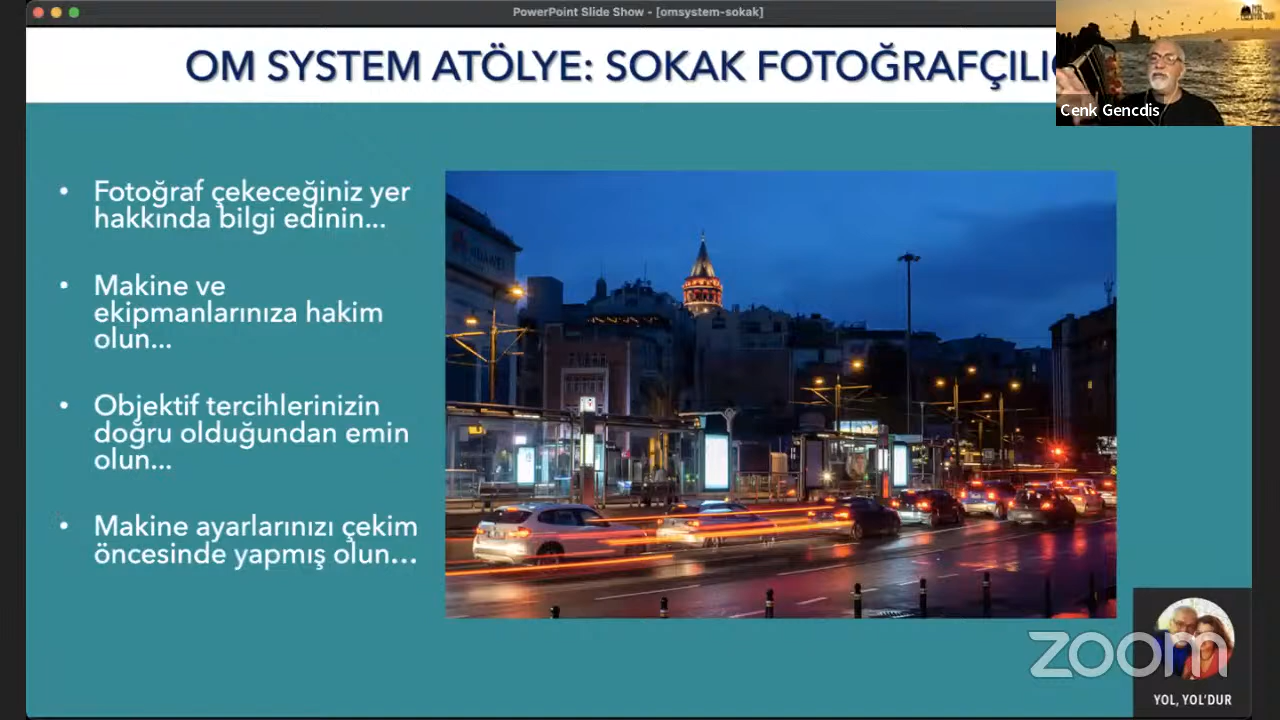 PowerPoint Slide Show - [omsystem-sokak]
OM SYSTEM ATÖLYE: SOKAK FOTOĞRAFÇILI
Cenk Gencdis
• Fotoğraf çekeceğiniz yer
hakkında bilgi edinin...
• Makine ve
ekipmanlarınıza hakim
olun...
• Objektif tercihlerinizin
doğru olduğundan emin
olun...
• Makine ayarlarınızı çekim
öncesinde yapmış olun...
HUAWEI
zoom
YOL, YOL'DUR